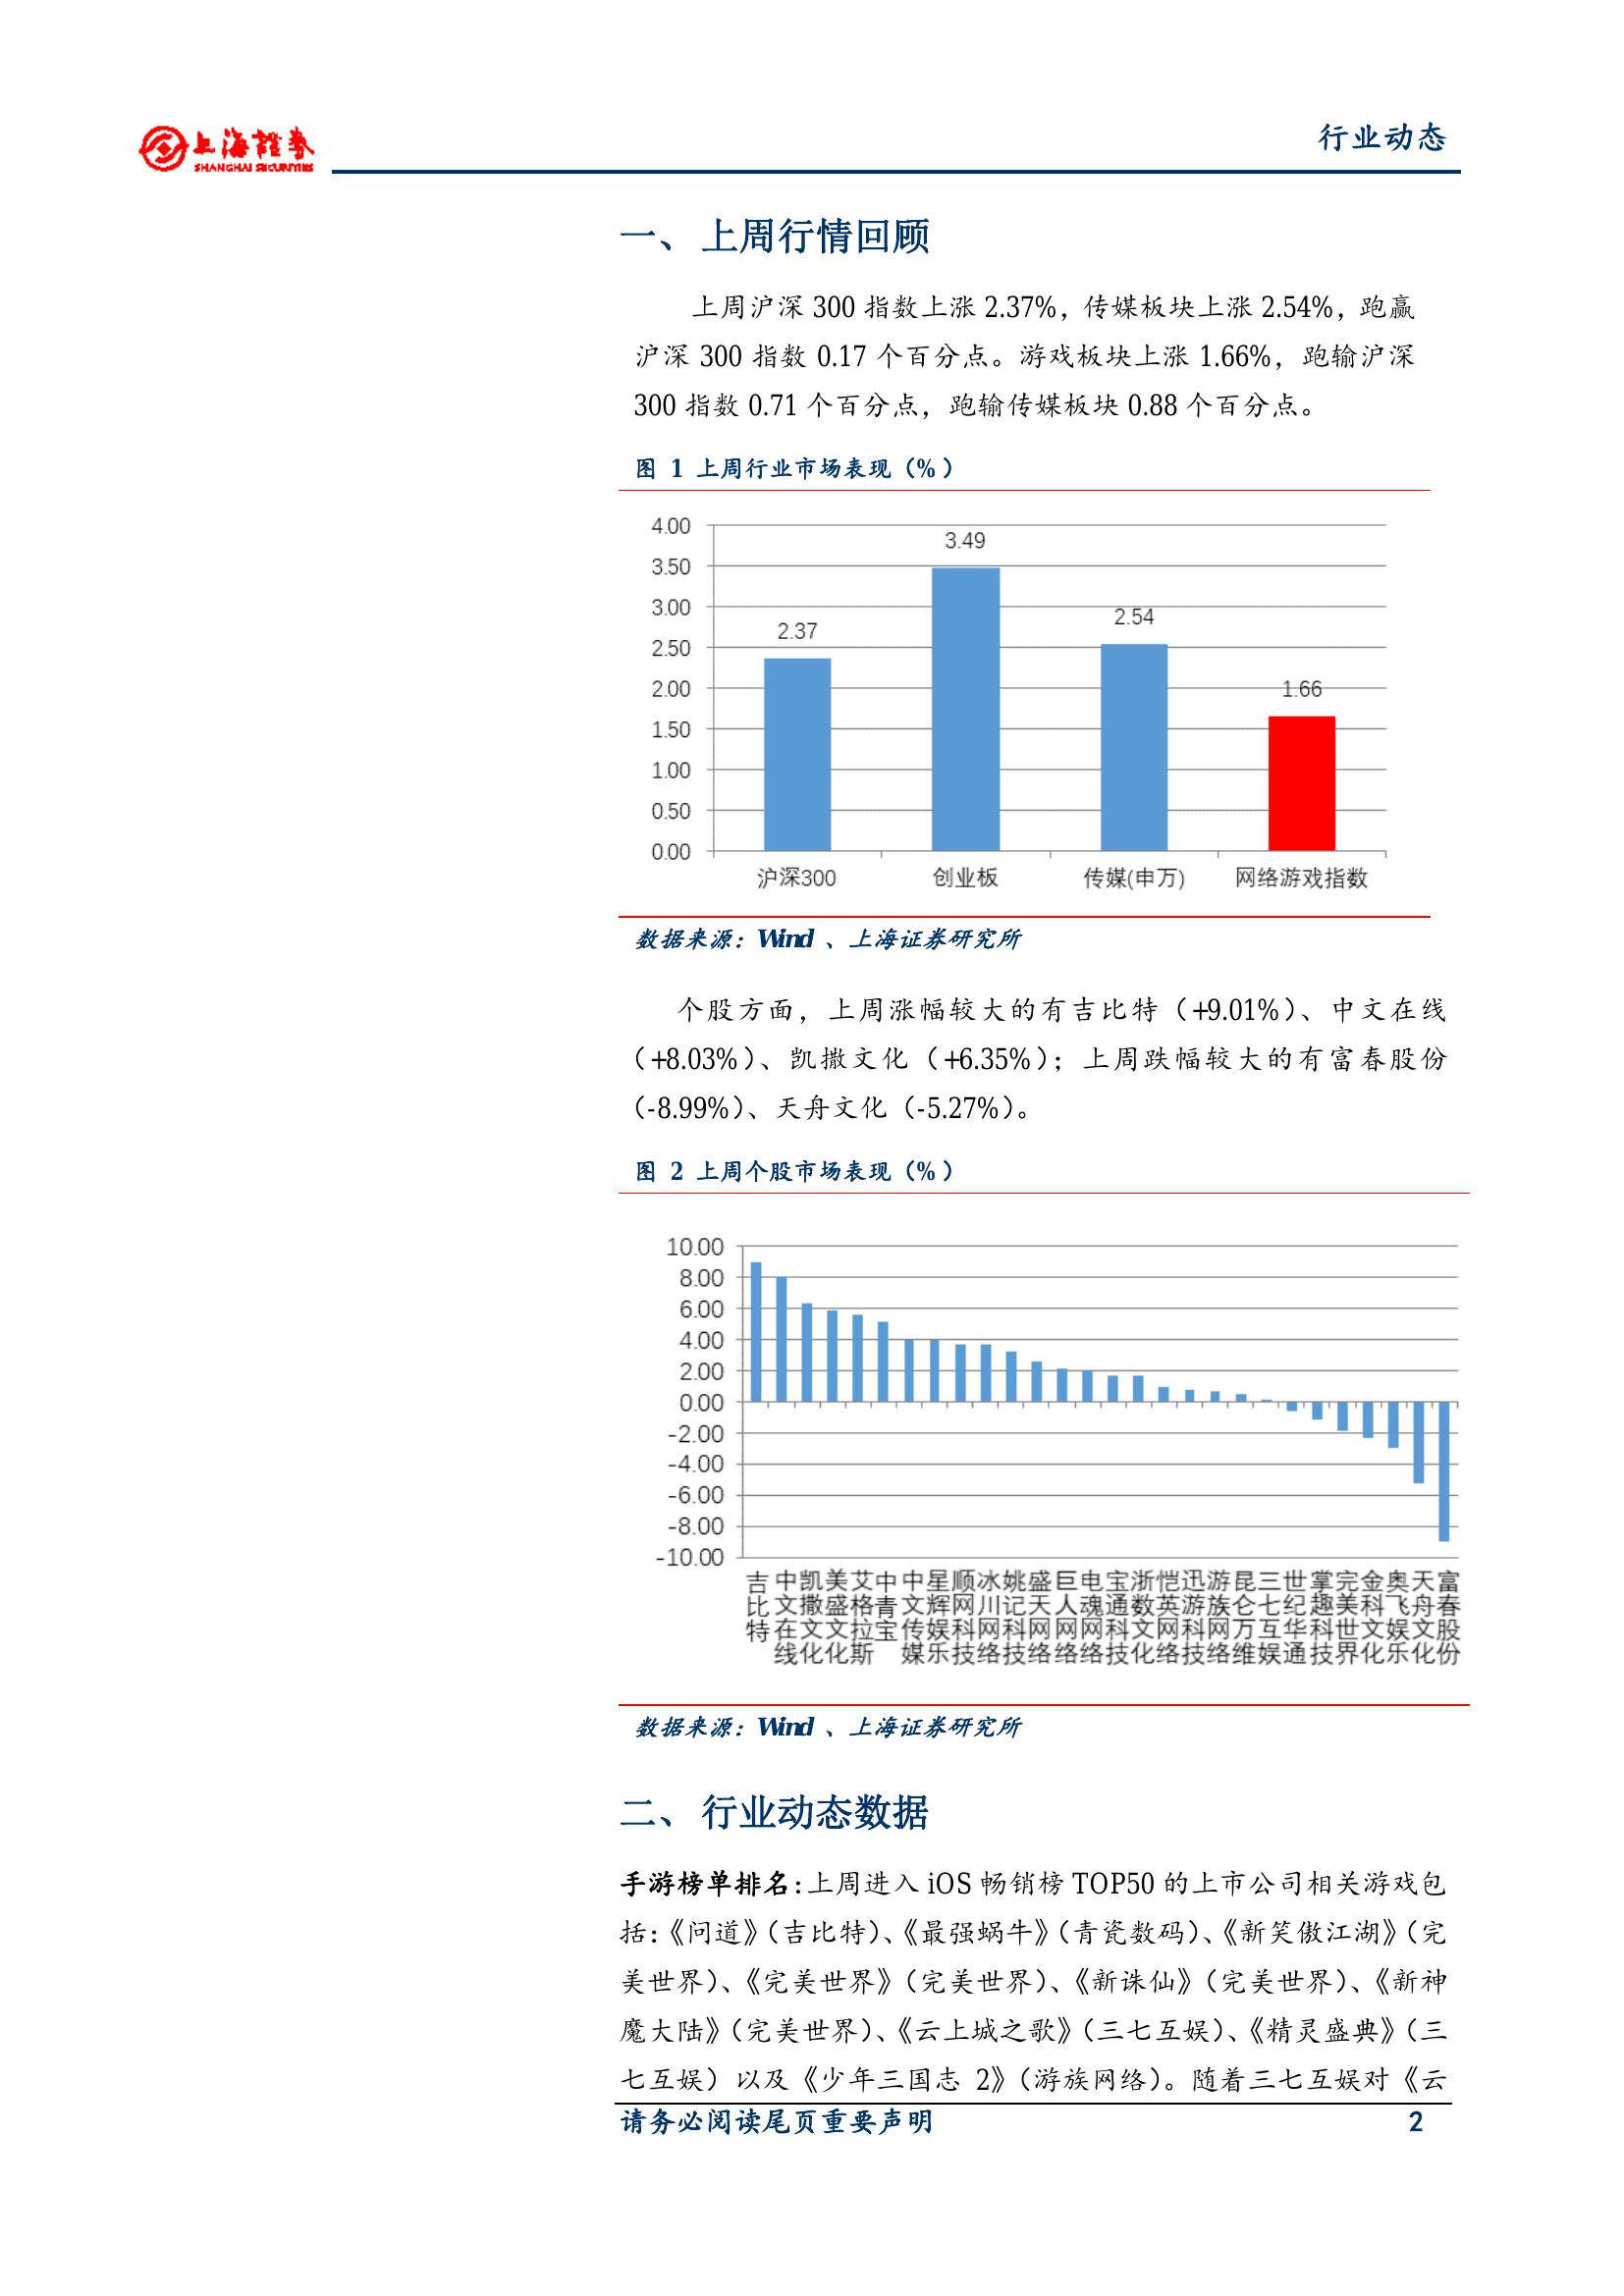 上海證券
SHANGHAI SECURITIES
行业动态
一、 上周行情回顾
上周沪深 300 指数上涨 2.37%，传媒板块上涨 2.54%，跑赢
沪深 300 指数 0.17 个百分点。游戏板块上涨 1.66%，跑输沪深
300 指数 0.71 个百分点，跑输传媒板块 0.88 个百分点。
图 1 上周行业市场表现（%）
4.00
3.50
3.00
2.50
2.00
1.50
1.00
0.50
0.00
2.37
3.49
2.54
1.66
沪深300
创业板
传媒(申万)
网络游戏指数
数据来源：Wind 、上海证券研究所
个股方面，上周涨幅较大的有吉比特（+9.01%）、中文在线
（+8.03%）、凯撒文化（+6.35%）；上周跌幅较大的有富春股份
（-8.99%）、天舟文化（-5.27%）。
图 2 上周个股市场表现（%）
10.00
8.00
6.00
4.00
2.00
0.00
-2.00
-4.00
-6.00
-8.00
-10.00
吉比特
中文在线
凯撒文化
美盛文化
艾格拉斯
中青宝
中文传媒
星辉娱乐
顺网科技
冰川网络
姚记科技
盛天网络
巨人网络
电魂网络
宝通科技
浙数文化
恺英网络
迅游科技
游族网络
昆仑万维
三七互娱
世纪华通
掌趣科技
完美世界
金科文化
奥飞娱乐
天舟文化
富春股份
数据来源：Wind 、上海证券研究所
二、 行业动态数据
手游榜单排名：上周进入 iOS 畅销榜 TOP50 的上市公司相关游戏包
括：《问道》（吉比特）、《最强蜗牛》（青瓷数码）、《新笑傲江湖》（完
美世界）、《完美世界》（完美世界）、《新诛仙》（完美世界）、《新神
魔大陆》（完美世界）、《云上城之歌》（三七互娱）、《精灵盛典》（三
七互娱）以及《少年三国志 2》（游族网络）。随着三七互娱对《云
请务必阅读尾页重要声明
2